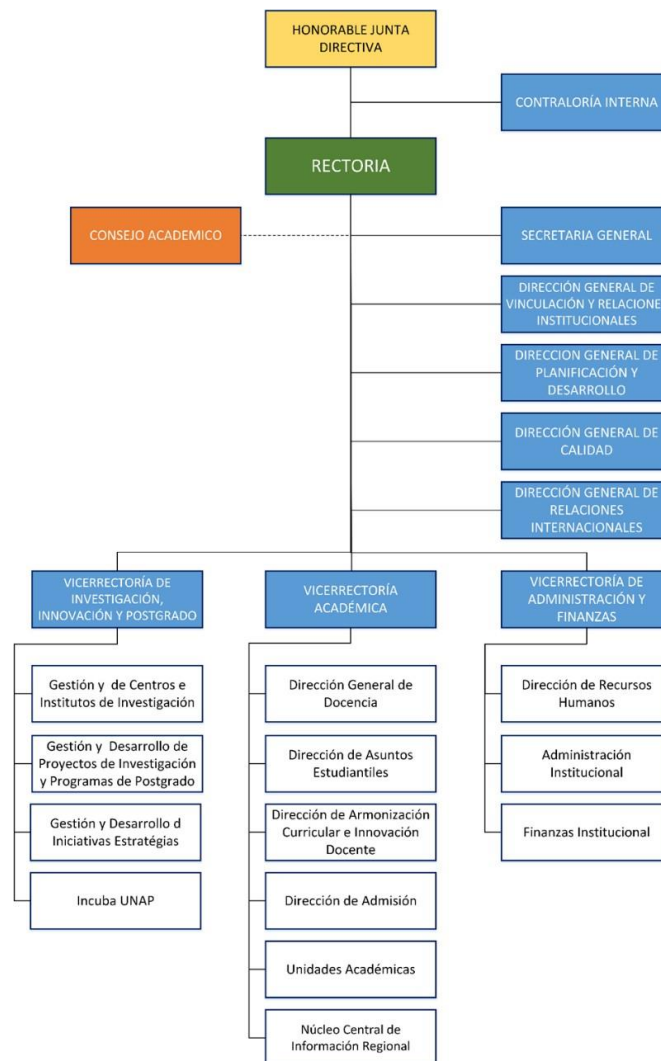 HONORABLE JUNTA
DIRECTIVA
CONTRALORÍA INTERNA
RECTORIA
CONSEJO ACADEMICO
SECRETARIA GENERAL
DIRECCIÓN GENERAL DE
VINCULACIÓN Y RELACIONE
INSTITUCIONALES
DIRECCION GENERAL DE
PLANIFICACIÓN Y
DESARROLLO
DIRECCIÓN GENERAL DE
CALIDAD
DIRECCIÓN GENERAL DE
RELACIONES
INTERNACIONALES
VICERRECTORÍA DE
INVESTIGACIÓN,
INNOVACIÓN Y POSTGRADO
Gestión y de Centros e
Institutos de Investigación
Gestión y Desarrollo de
Proyectos de Investigación
y Programas de Postgrado
Gestión y Desarrollo d
Iniciativas Estratégias
Incuba UNAP
VICERRECTORÍA
ACADÉMICA
Dirección General de
Docencia
Dirección de Asuntos
Estudiantiles
Dirección de Armonización
Curricular e Innovación
Docente
Dirección de Admisión
Unidades Académicas
Núcleo Central de
Información Regional
VICERRECTORÍA DE
ADMINISTRACIÓN Y
FINANZAS
Dirección de Recursos
Humanos
Administración
Institucional
Finanzas Institucional